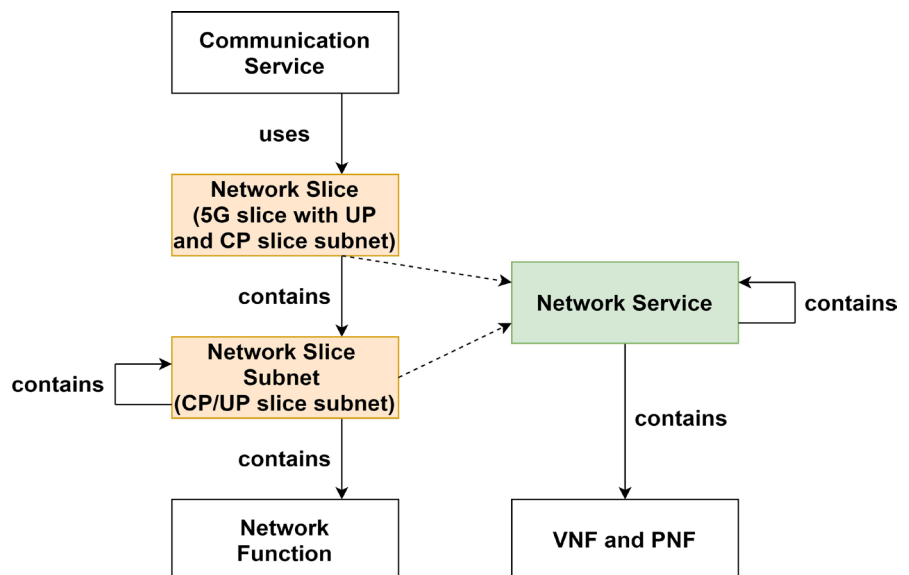 Communication
Service
uses
Network Slice
(5G slice with UP
and CP slice subnet)
contains
Network Service
contains
Network Slice
Subnet
(CP/UP slice subnet)
contains
contains
contains
Network
Function
VNF and PNF